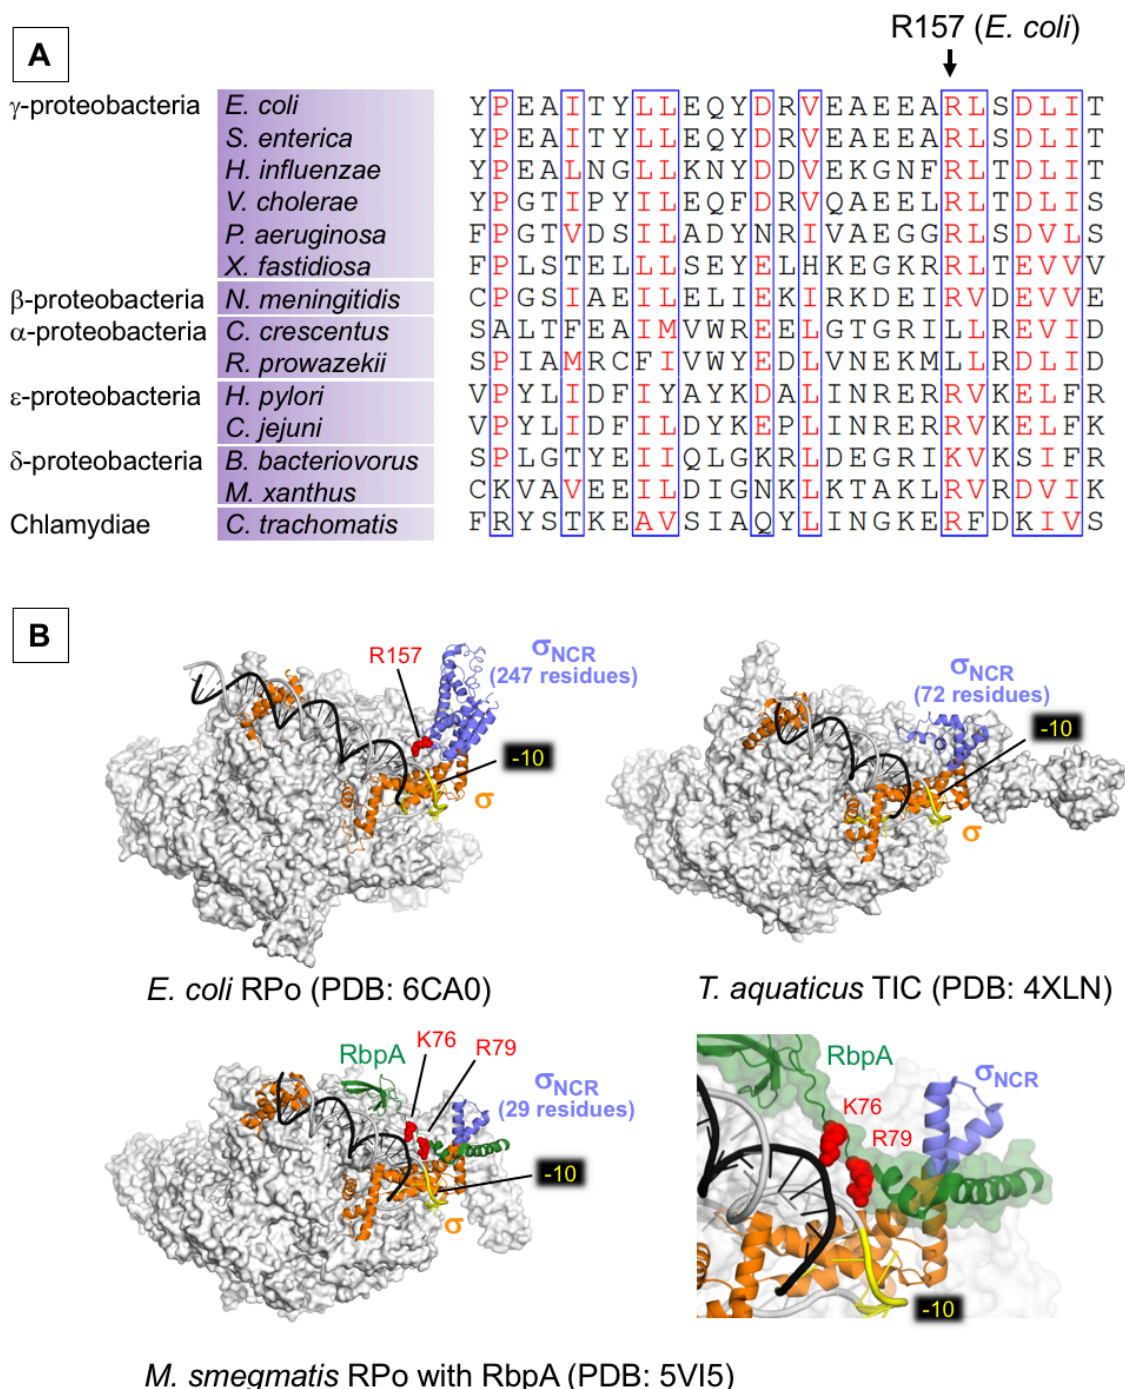 R157 (E. coli)
A
γ-proteobacteria E. coli YPEAITYLLEQYDRVEAEEARLSDLIT
S. enterica YPEAITYLLEQYDRVEAEEARLSDLIT
H. influenzae YPEALNGLLKNYDDVEKGNFRLTDLIT
V. cholerae YPGTIPYILEQFDRVQAEELRLTDLIS
P. aeruginosa FPGTVDSILADYNRIVAEGGRLSDVLS
X. fastidiosa FPLSTELLLSEYELHKEGKRRLTEVVV
β-proteobacteria N. meningitidis CPGSIAEILELIEKIRKDEIRVDEVVE
α-proteobacteria C. crescentus SALTFEAIMVWREELGTGRILLREVID
R. prowazekii SPIAMRCFIVWYEDLVNEKMLLRDLID
ε-proteobacteria H. pylori VPYLIDFIYAYKDALINRERRVKELFR
C. jejuni VPYLIDFILDYKEPLINRERRVKELFK
δ-proteobacteria B. bacteriovorus SPLGTYEIIQLGKRLDEGRIKVKSIFR
M. xanthus CKVAVEEILDIGNKLKTAKLRVRDVIK
Chlamydiae C. trachomatis FRYSTKEAVSIAQYLINGKERFDKIVS
B
R157
σNCR
(247 residues)
-10
σ
E. coli RPo (PDB: 6CA0)
σNCR
(72 residues)
-10
σ
T. aquaticus TIC (PDB: 4XLN)
RbpA
K76
R79
σNCR
(29 residues)
-10
σ
RbpA
σNCR
K76
R79
-10
M. smegmatis RPo with RbpA (PDB: 5VI5)